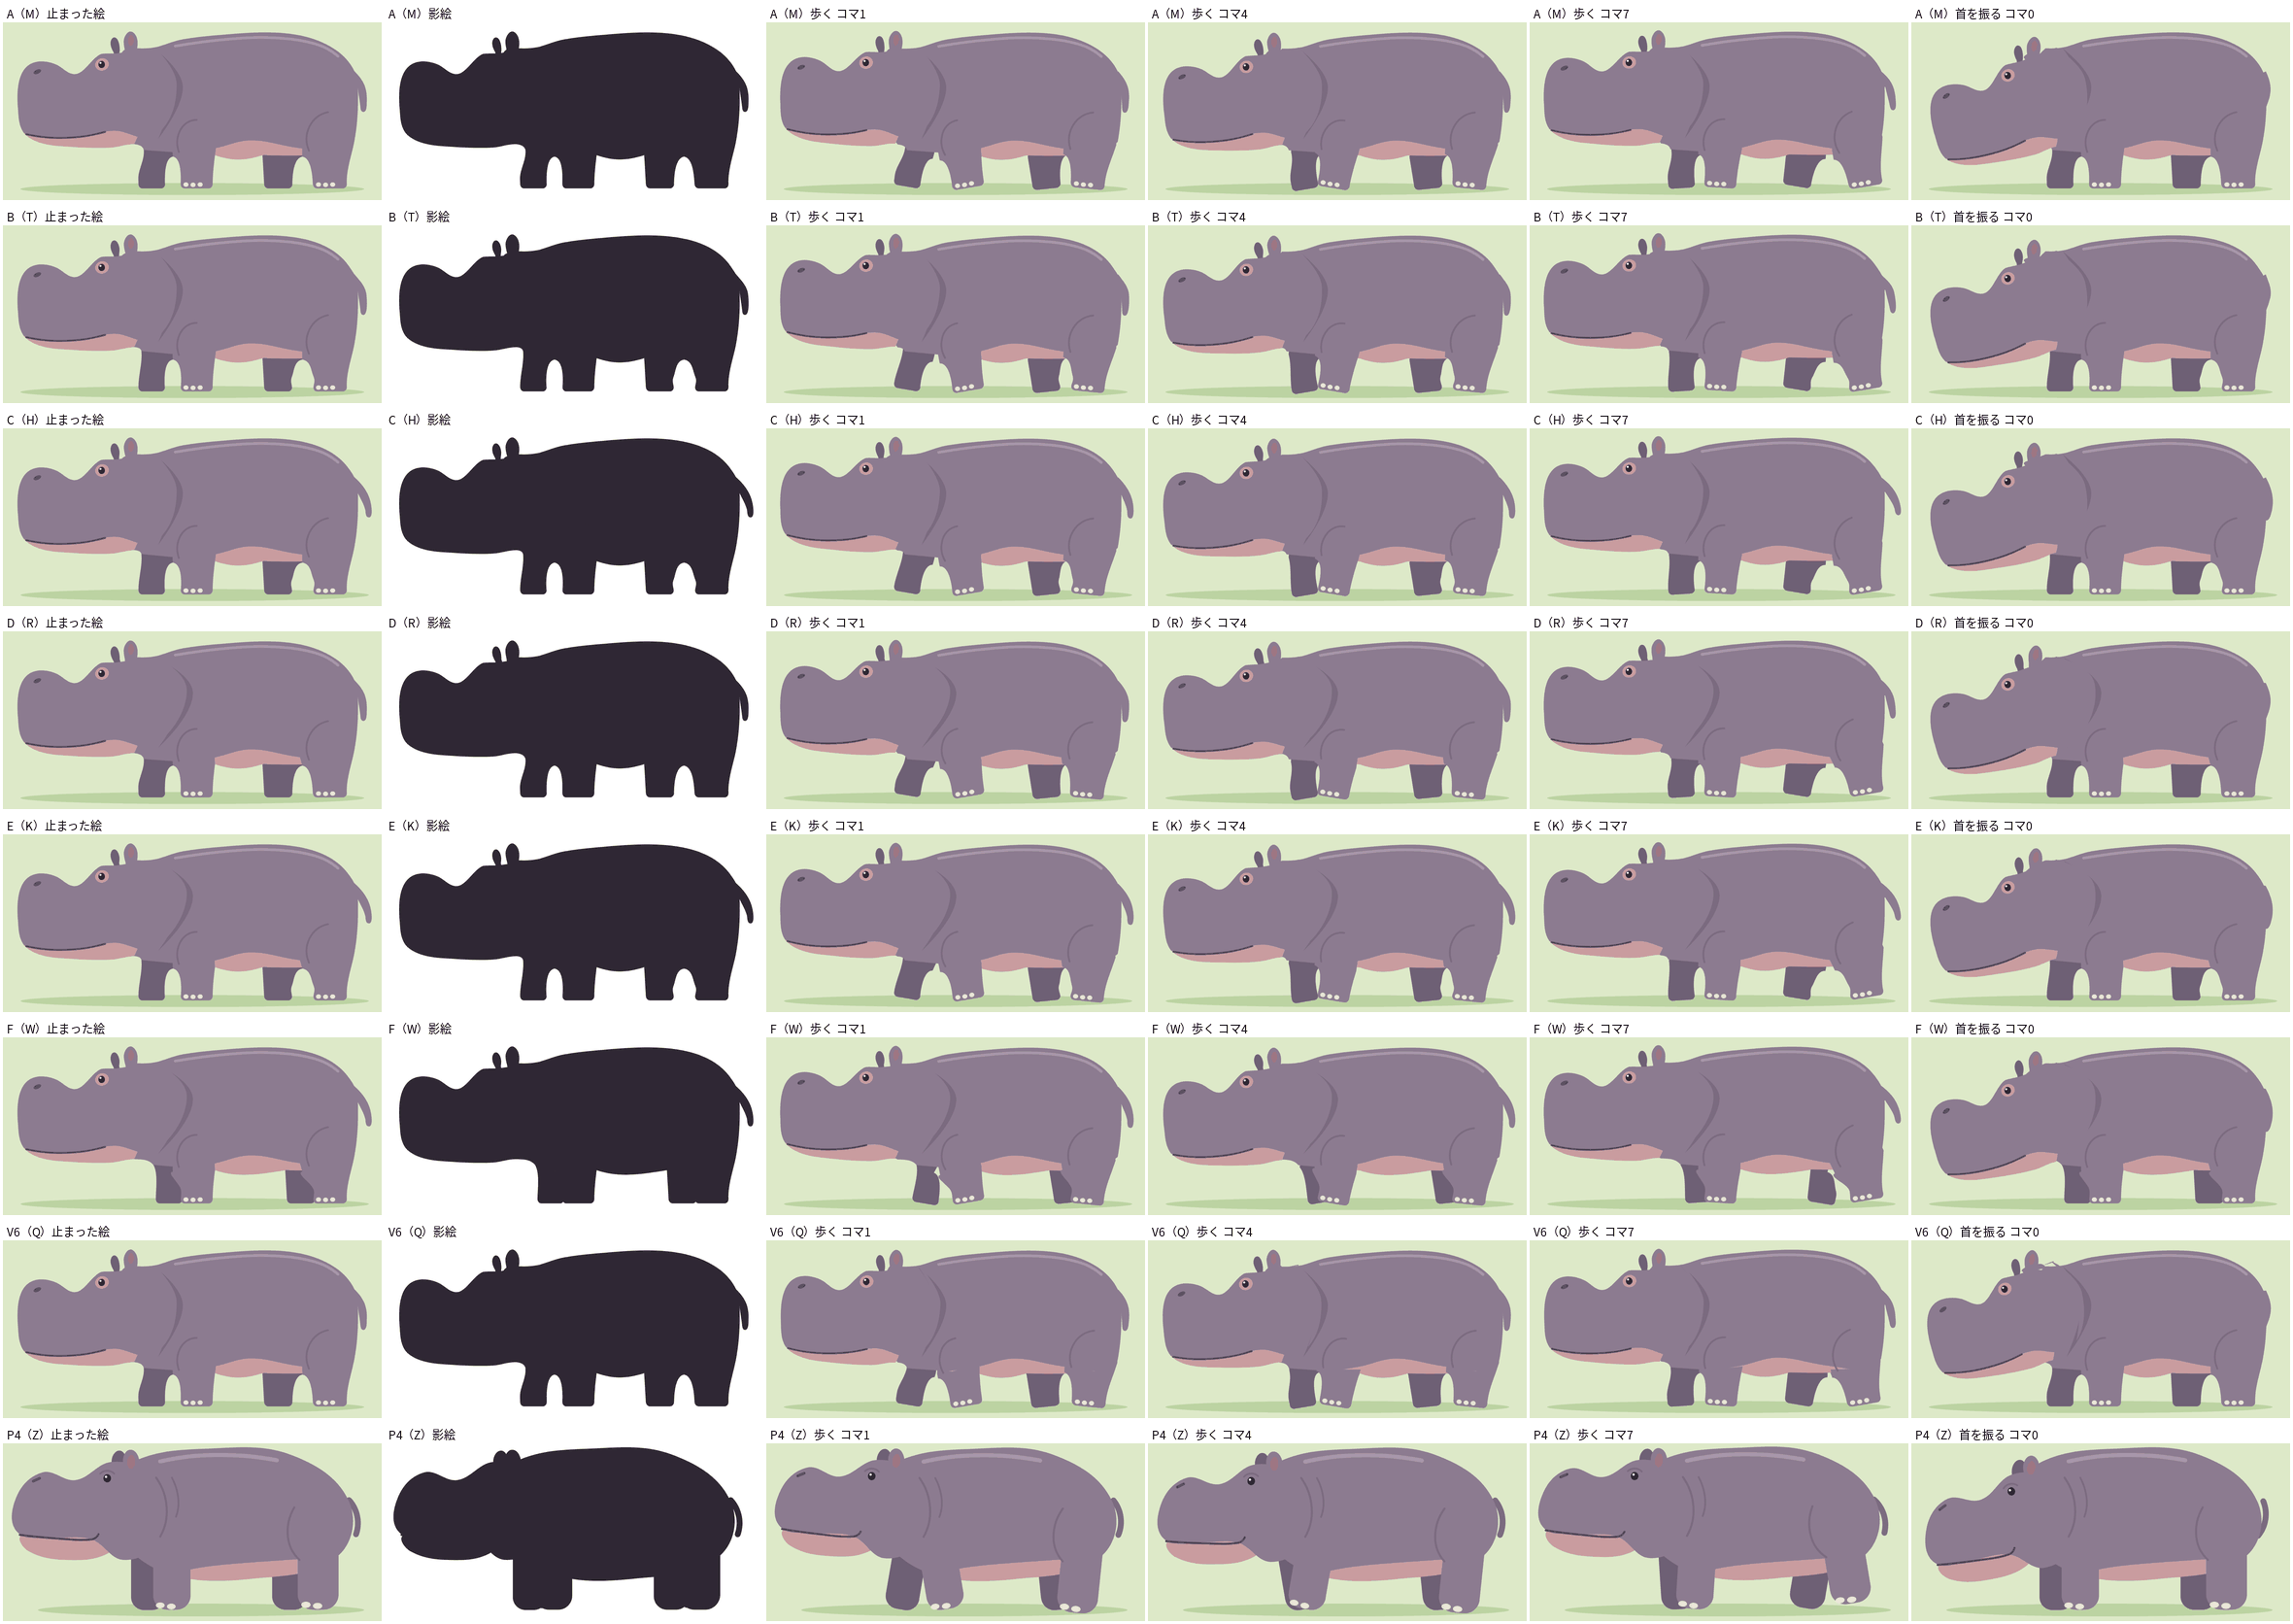 A（M）止まった絵 A（M）影絵 A（M）歩く コマ1 A（M）歩く コマ4 A（M）歩く コマ7 A（M）首を振る コマ0
B（T）止まった絵 B（T）影絵 B（T）歩く コマ1 B（T）歩く コマ4 B（T）歩く コマ7 B（T）首を振る コマ0
C（H）止まった絵 C（H）影絵 C（H）歩く コマ1 C（H）歩く コマ4 C（H）歩く コマ7 C（H）首を振る コマ0
D（R）止まった絵 D（R）影絵 D（R）歩く コマ1 D（R）歩く コマ4 D（R）歩く コマ7 D（R）首を振る コマ0
E（K）止まった絵 E（K）影絵 E（K）歩く コマ1 E（K）歩く コマ4 E（K）歩く コマ7 E（K）首を振る コマ0
F（W）止まった絵 F（W）影絵 F（W）歩く コマ1 F（W）歩く コマ4 F（W）歩く コマ7 F（W）首を振る コマ0
V6（Q）止まった絵 V6（Q）影絵 V6（Q）歩く コマ1 V6（Q）歩く コマ4 V6（Q）歩く コマ7 V6（Q）首を振る コマ0
P4（Z）止まった絵 P4（Z）影絵 P4（Z）歩く コマ1 P4（Z）歩く コマ4 P4（Z）歩く コマ7 P4（Z）首を振る コマ0